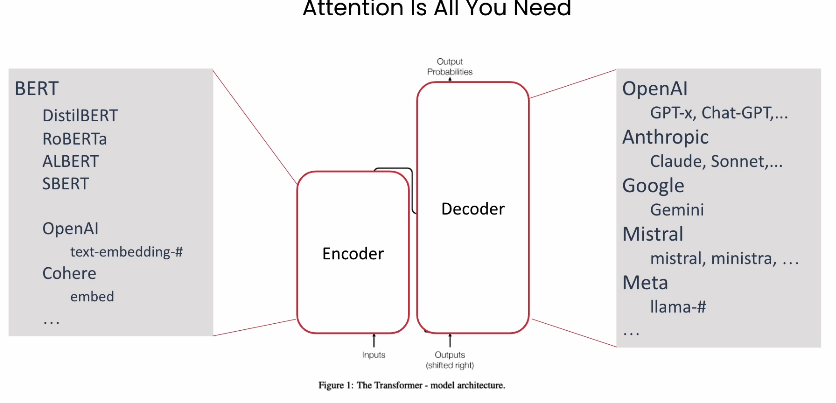 Attention Is All You Need
BERT
DistilBERT
RoBERTa
ALBERT
SBERT
OpenAI
text-embedding-#
Cohere
embed
...
Output
Probabilities
Encoder
Decoder
Inputs
Outputs
(shifted right)
Figure 1: The Transformer - model architecture.
OpenAI
GPT-x, Chat-GPT,...
Anthropic
Claude, Sonnet,...
Google
Gemini
Mistral
mistral, ministra, ...
Meta
llama-#
...